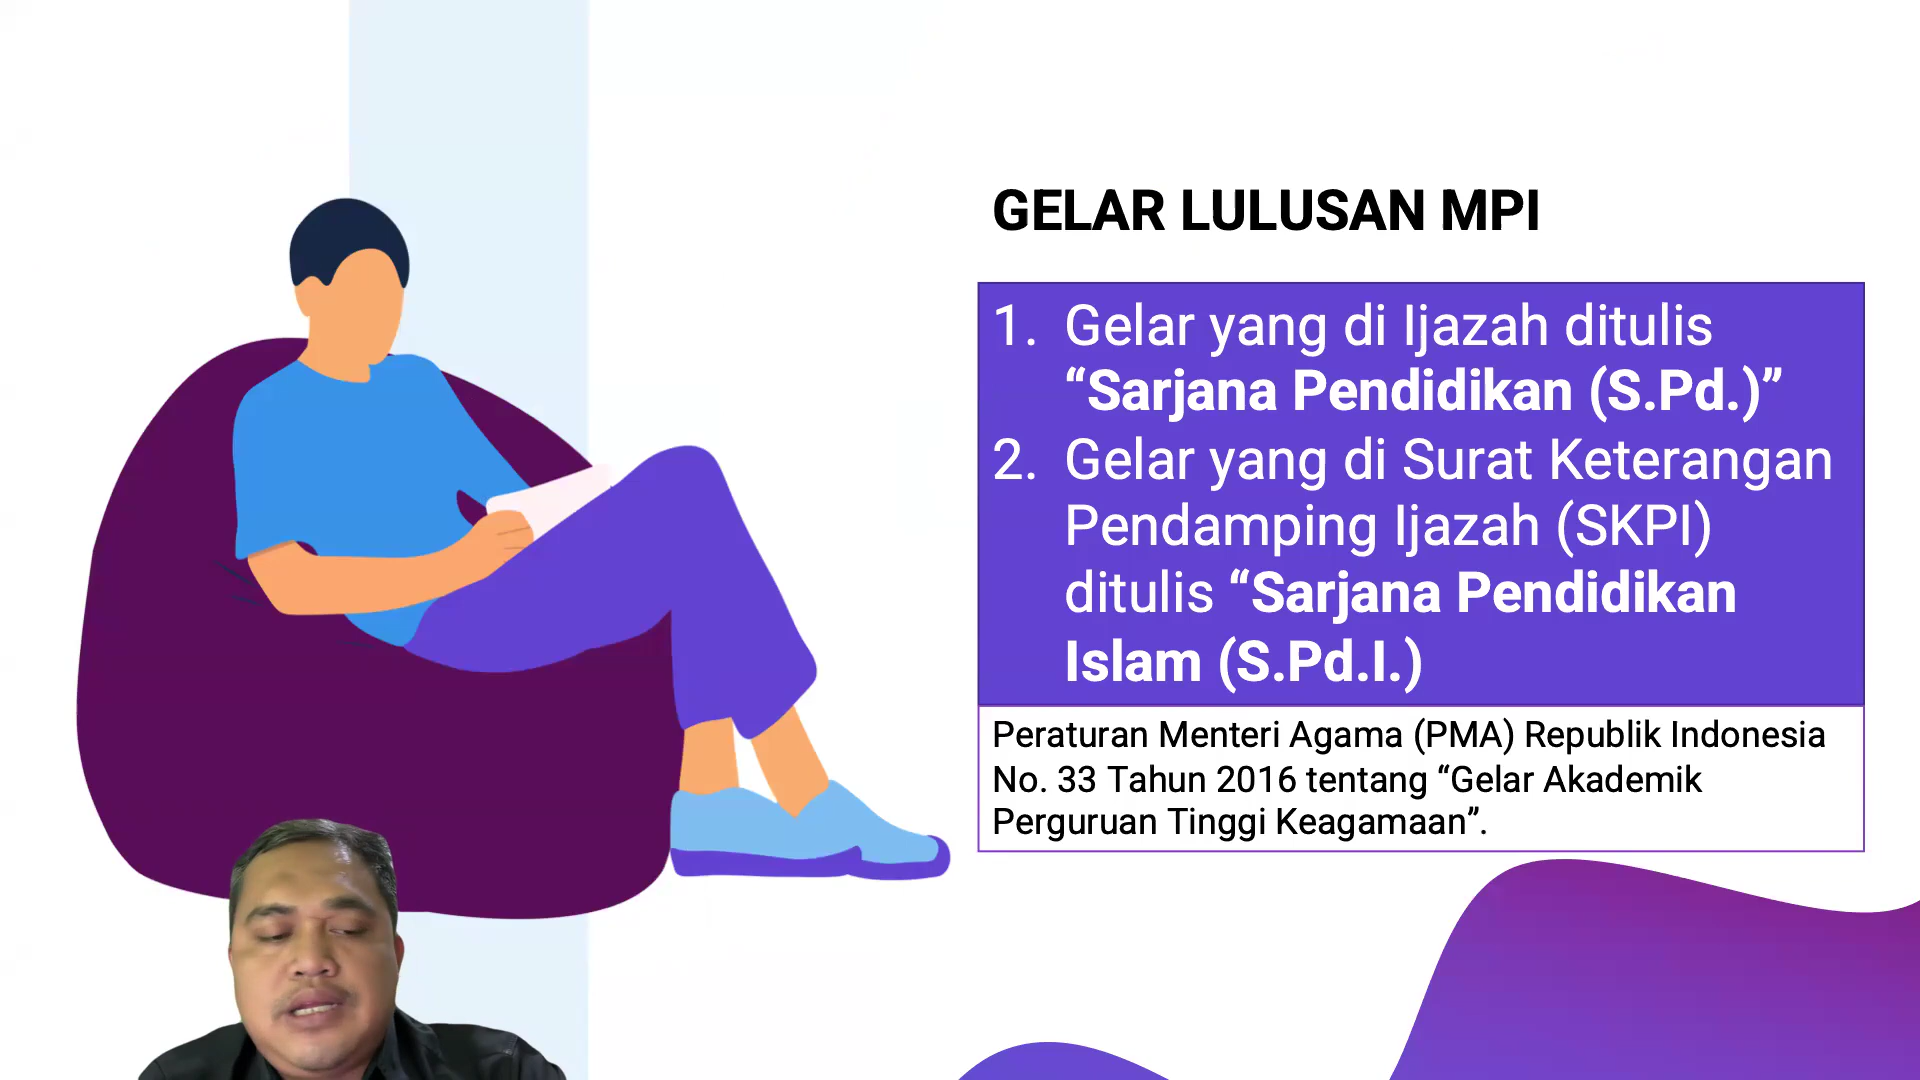 GELAR LULUSAN MPI
1. Gelar yang di Ijazah ditulis
“Sarjana Pendidikan (S.Pd.)”
2. Gelar yang di Surat Keterangan
Pendamping Ijazah (SKPI)
ditulis “Sarjana Pendidikan
Islam (S.Pd.I.)
Peraturan Menteri Agama (PMA) Republik Indonesia
No. 33 Tahun 2016 tentang “Gelar Akademik
Perguruan Tinggi Keagamaan”.